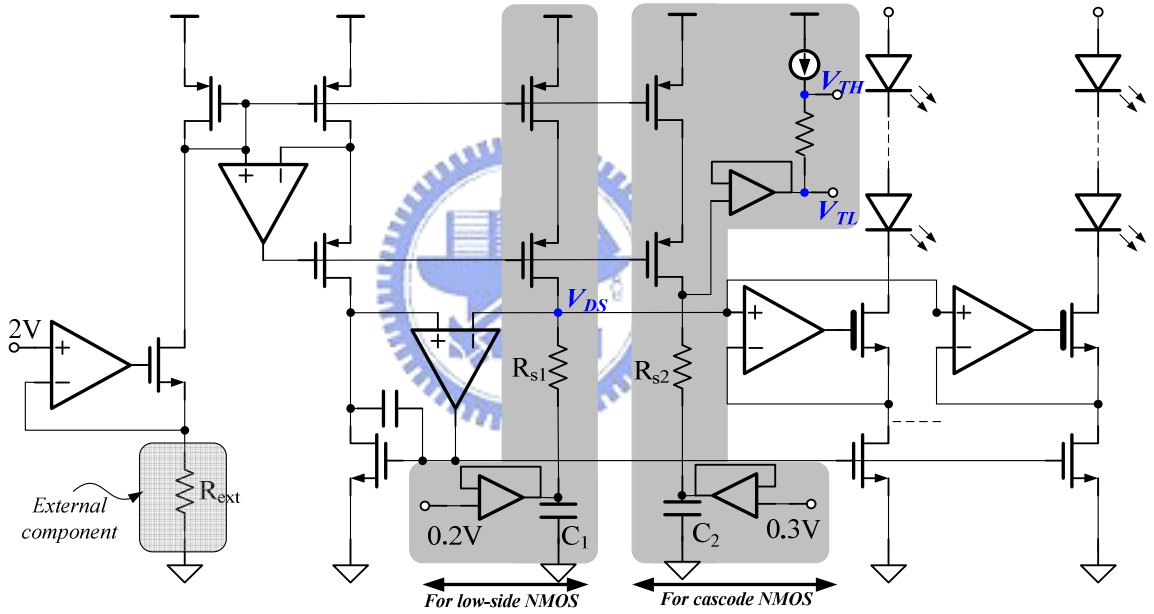 V_TH
V_TL
V_DS
2V
+
−
+
−
+
−
+
−
+
−
R_s1
R_s2
R_ext
External
component
0.2V
C_1
C_2
0.3V
For low-side NMOS
For cascode NMOS